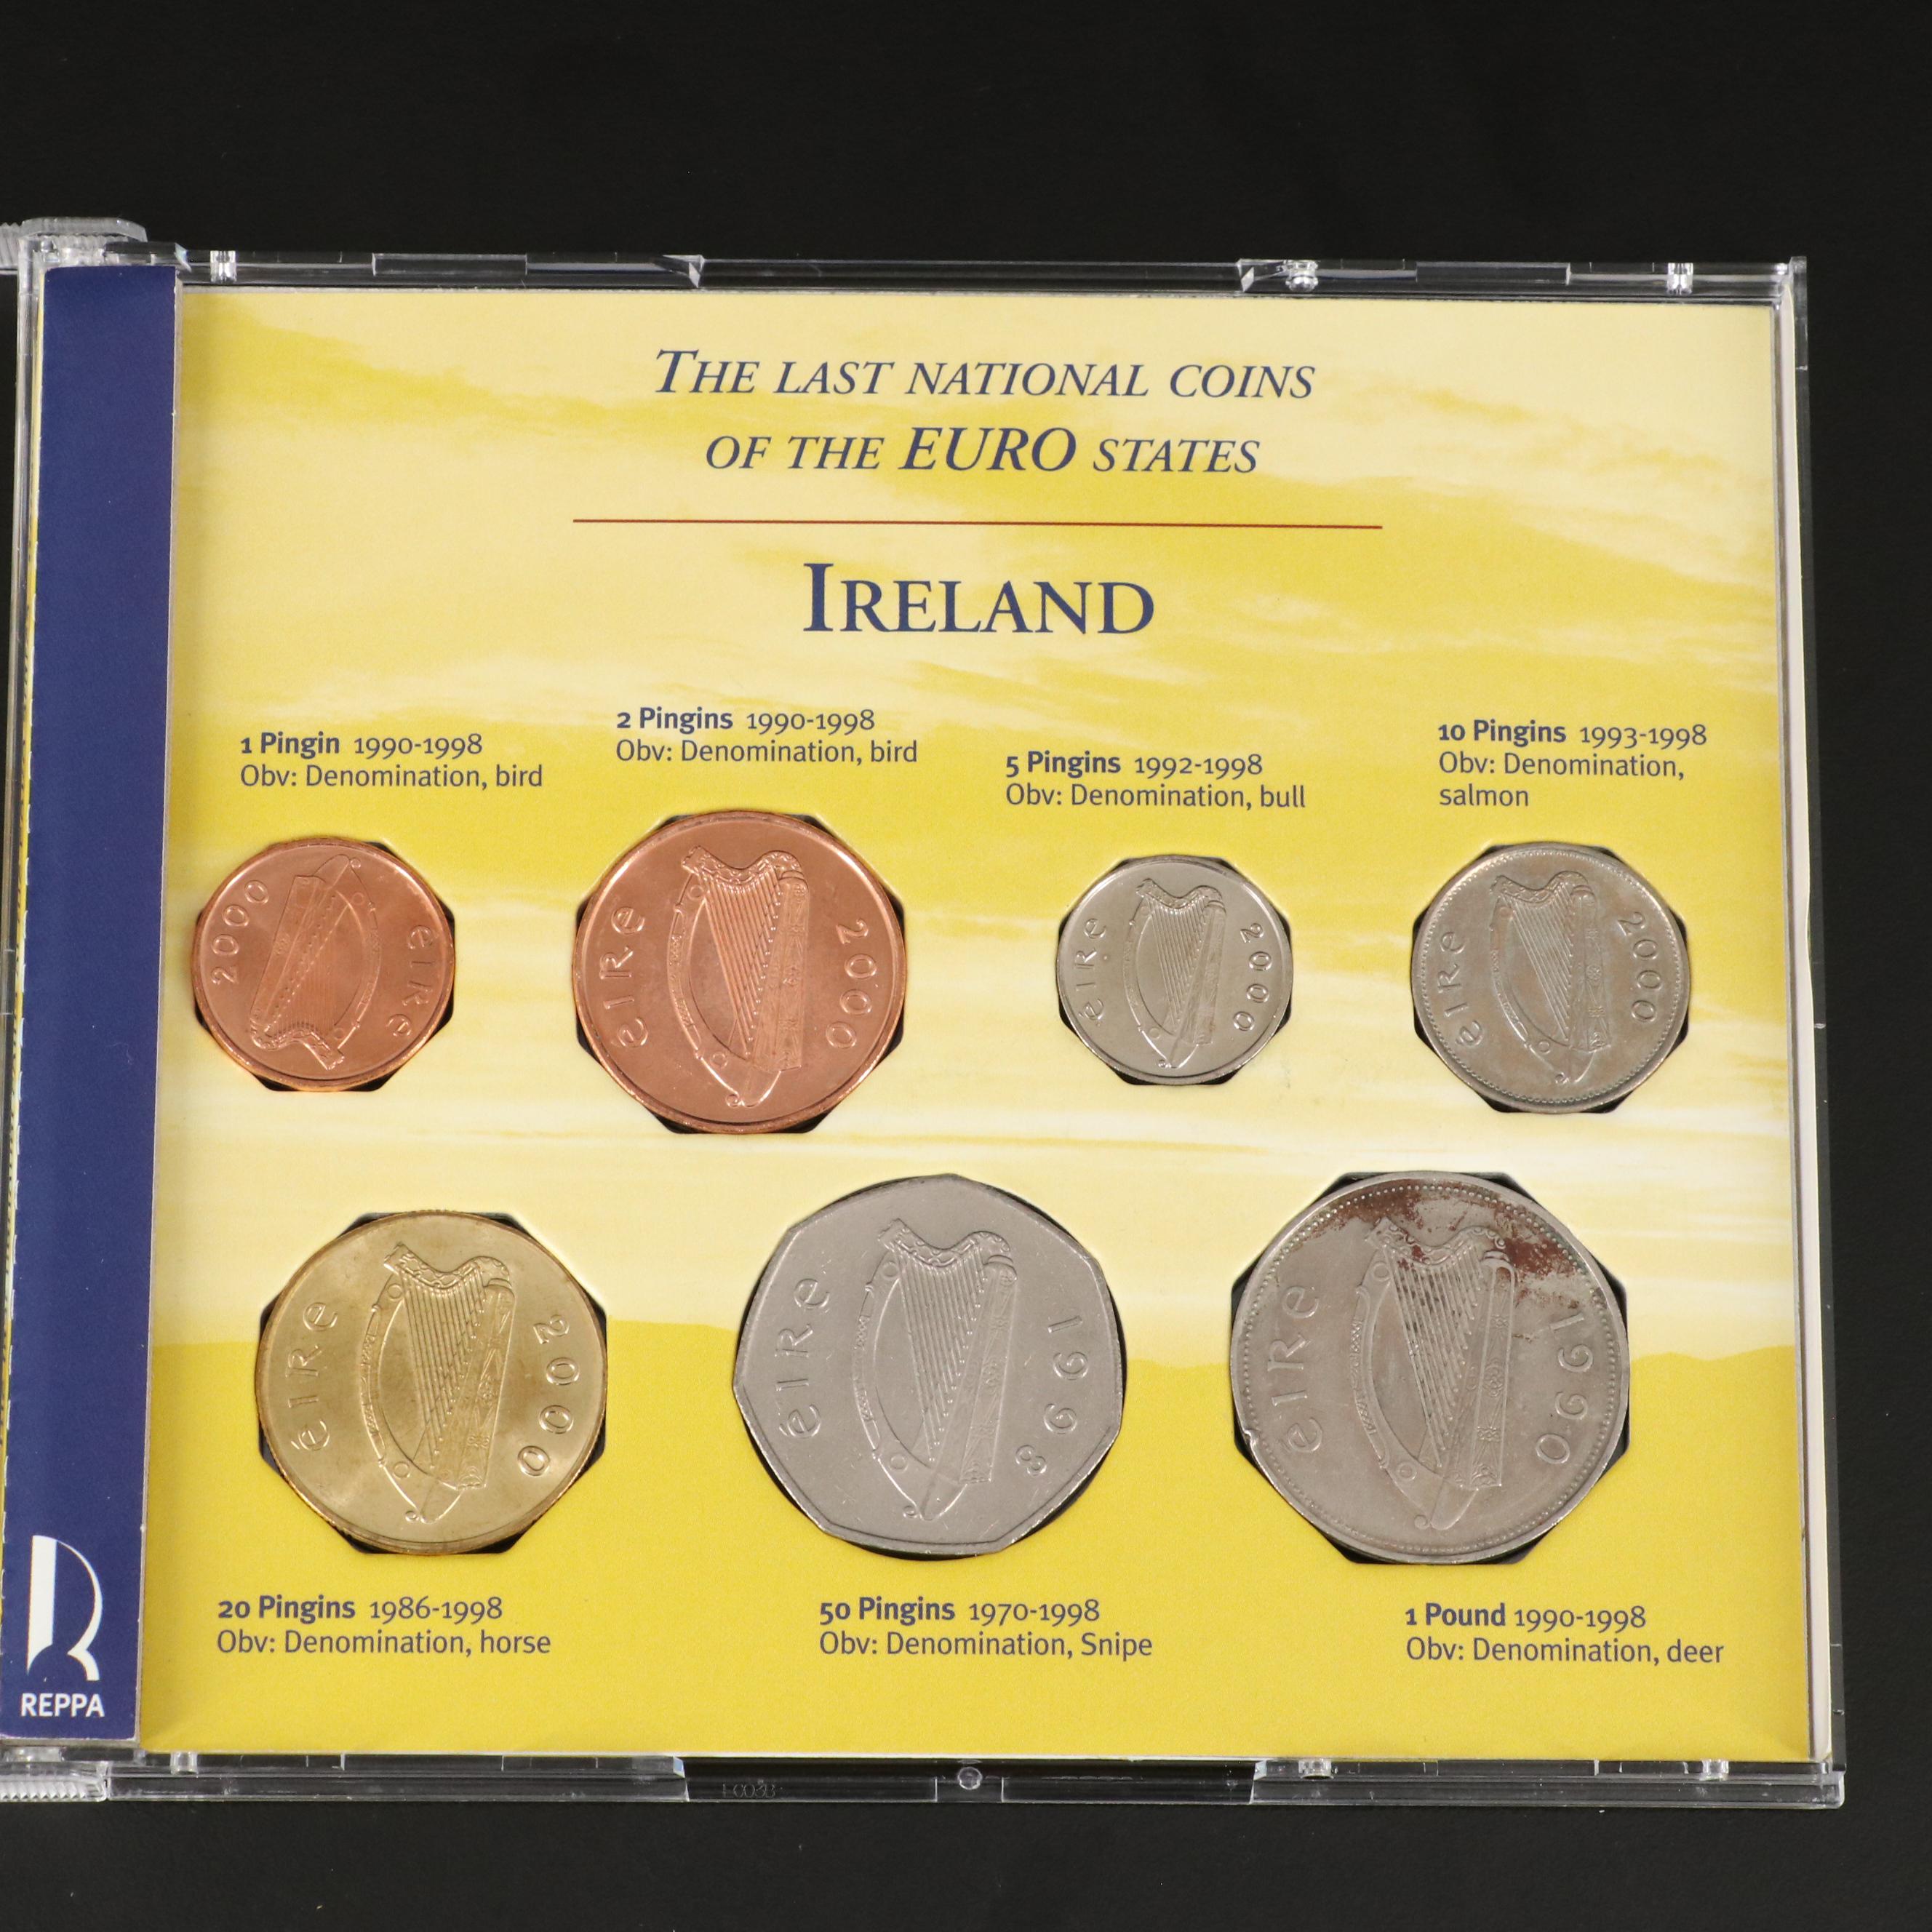 THE LAST NATIONAL COINS
OF THE EURO STATES
IRELAND
1 Pingin 1990-1998
Obv: Denomination, bird
2 Pingins 1990-1998
Obv: Denomination, bird
5 Pingins 1992-1998
Obv: Denomination, bull
10 Pingins 1993-1998
Obv: Denomination,
salmon
2000 éIRe
éIRe 2000
éIRe 2000
éIRe 2000
éIRe 2000
éIRe 1998
éIRe 1990
20 Pingins 1986-1998
Obv: Denomination, horse
50 Pingins 1970-1998
Obv: Denomination, Snipe
1 Pound 1990-1998
Obv: Denomination, deer
REPPA